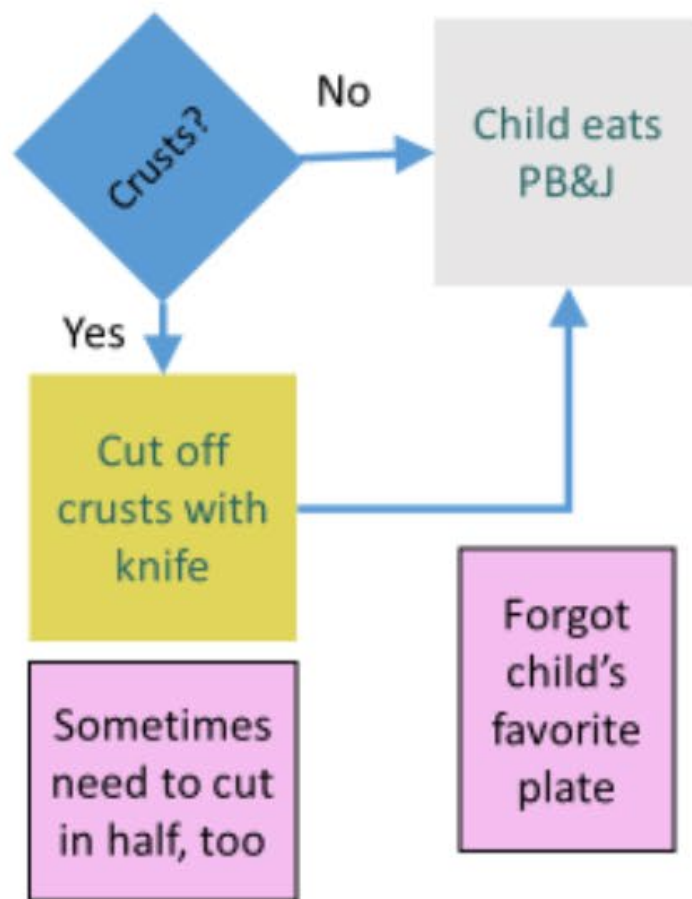 Crusts?
No
Child eats
PB&J
Yes
Cut off
crusts with
knife
Sometimes
need to cut
in half, too
Forgot
child's
favorite
plate